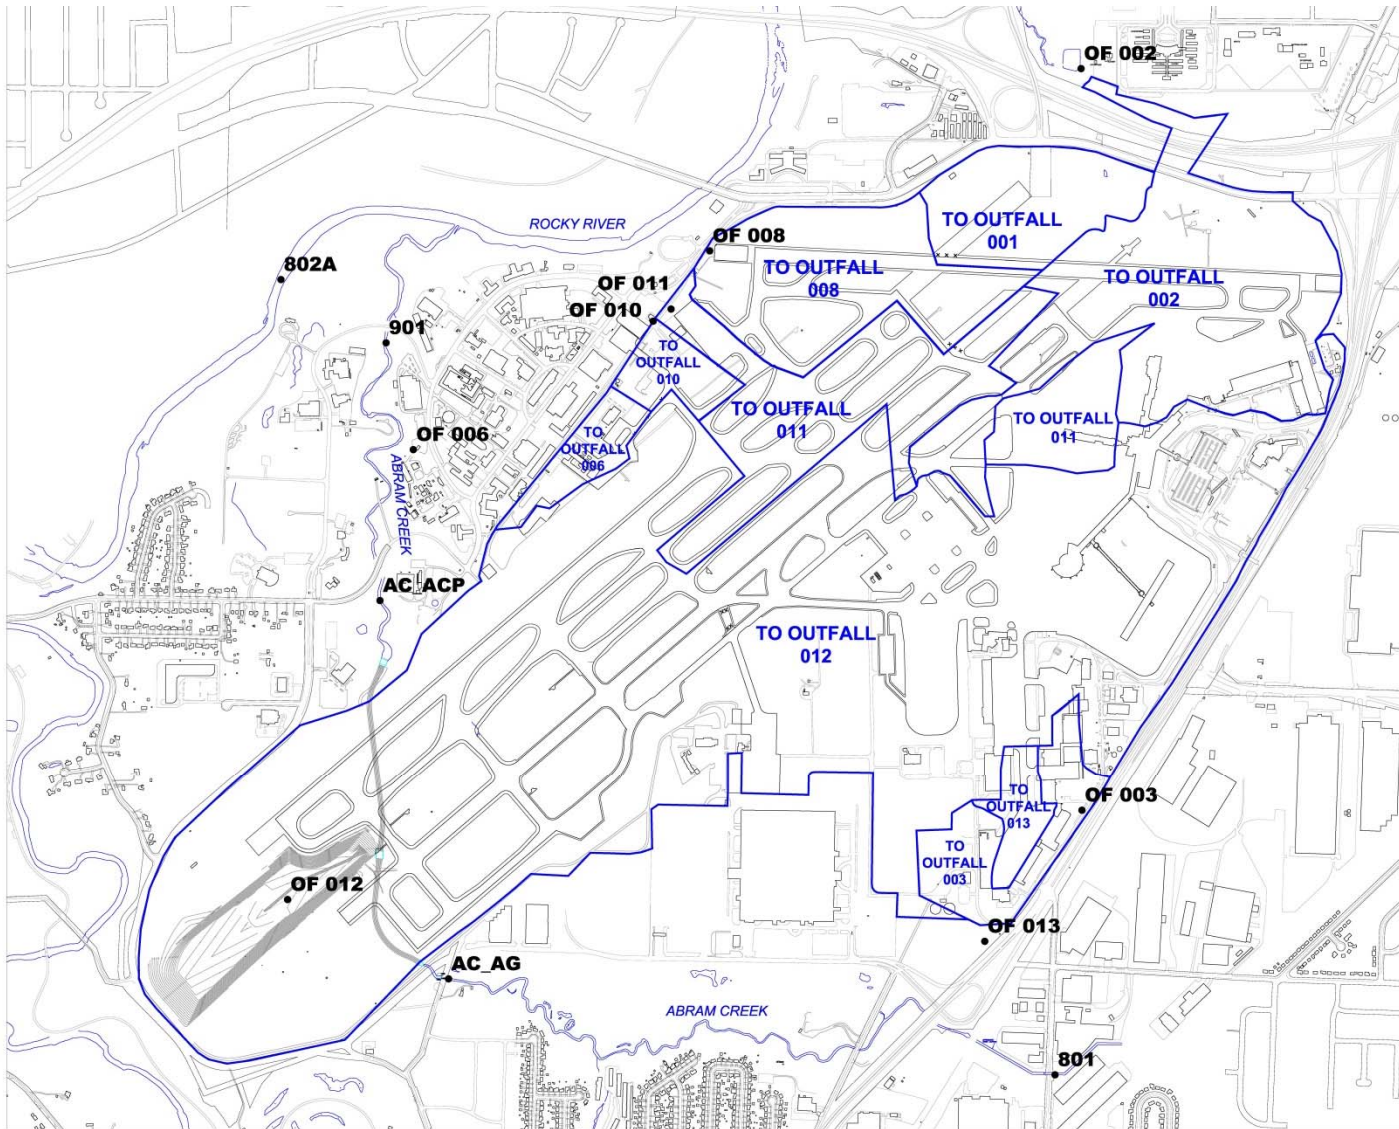 OF 002
ROCKY RIVER
TO OUTFALL
001
OF 008
802A
TO OUTFALL
008
TO OUTFALL
002
OF 011
OF 010
901
TO
OUTFALL
010
TO OUTFALL
011
TO OUTFALL
011
OF 006
TO
OUTFALL
006
ABRAM CREEK
AC_ACP
TO OUTFALL
012
TO
OUTFALL
013
OF 003
TO
OUTFALL
003
OF 012
OF 013
AC_AG
ABRAM CREEK
801